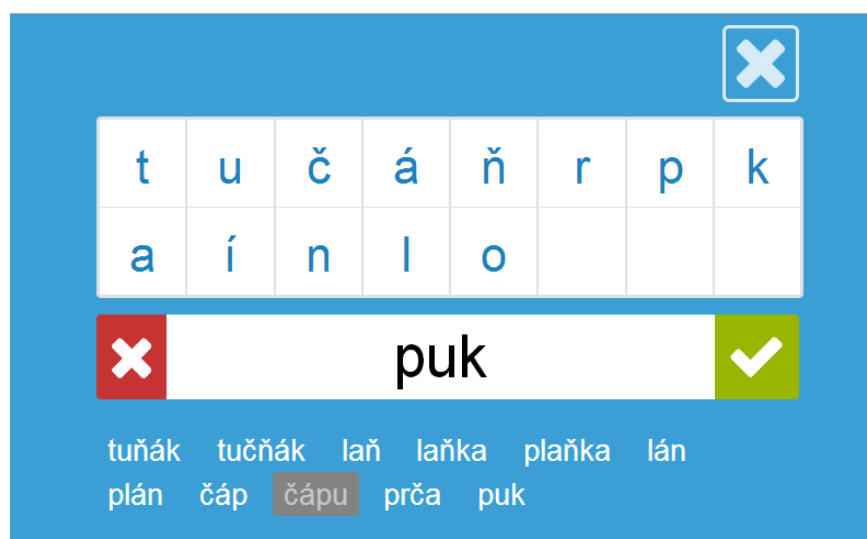 t u č á ň r p k
a í n l o
puk
tuňák tučňák laň laňka plaňka lán
plán čáp čápu prča puk